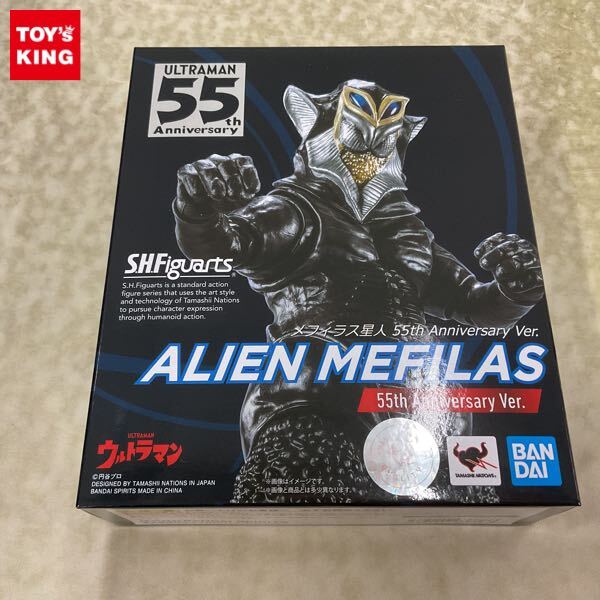 TOY's
KING
ULTRAMAN
55th
Anniversary
S.H.Figuarts
S.H.Figuarts is a standard action
figure series that uses the art style
and technology of Tamashii Nations
to pursue character expression
through humanoid action.
メフィラス星人 55th Anniversary Ver.
ALIEN MEFILAS
55th Anniversary Ver.
ULTRAMAN
ウルトラマン
©円谷プロ
DESIGNED BY TAMASHII NATIONS IN JAPAN
BANDAI SPIRITS MADE IN CHINA
※画像はイメージです。
※画像と商品とは多少異なります。
TAMASHII NATIONS
BAN
DAI